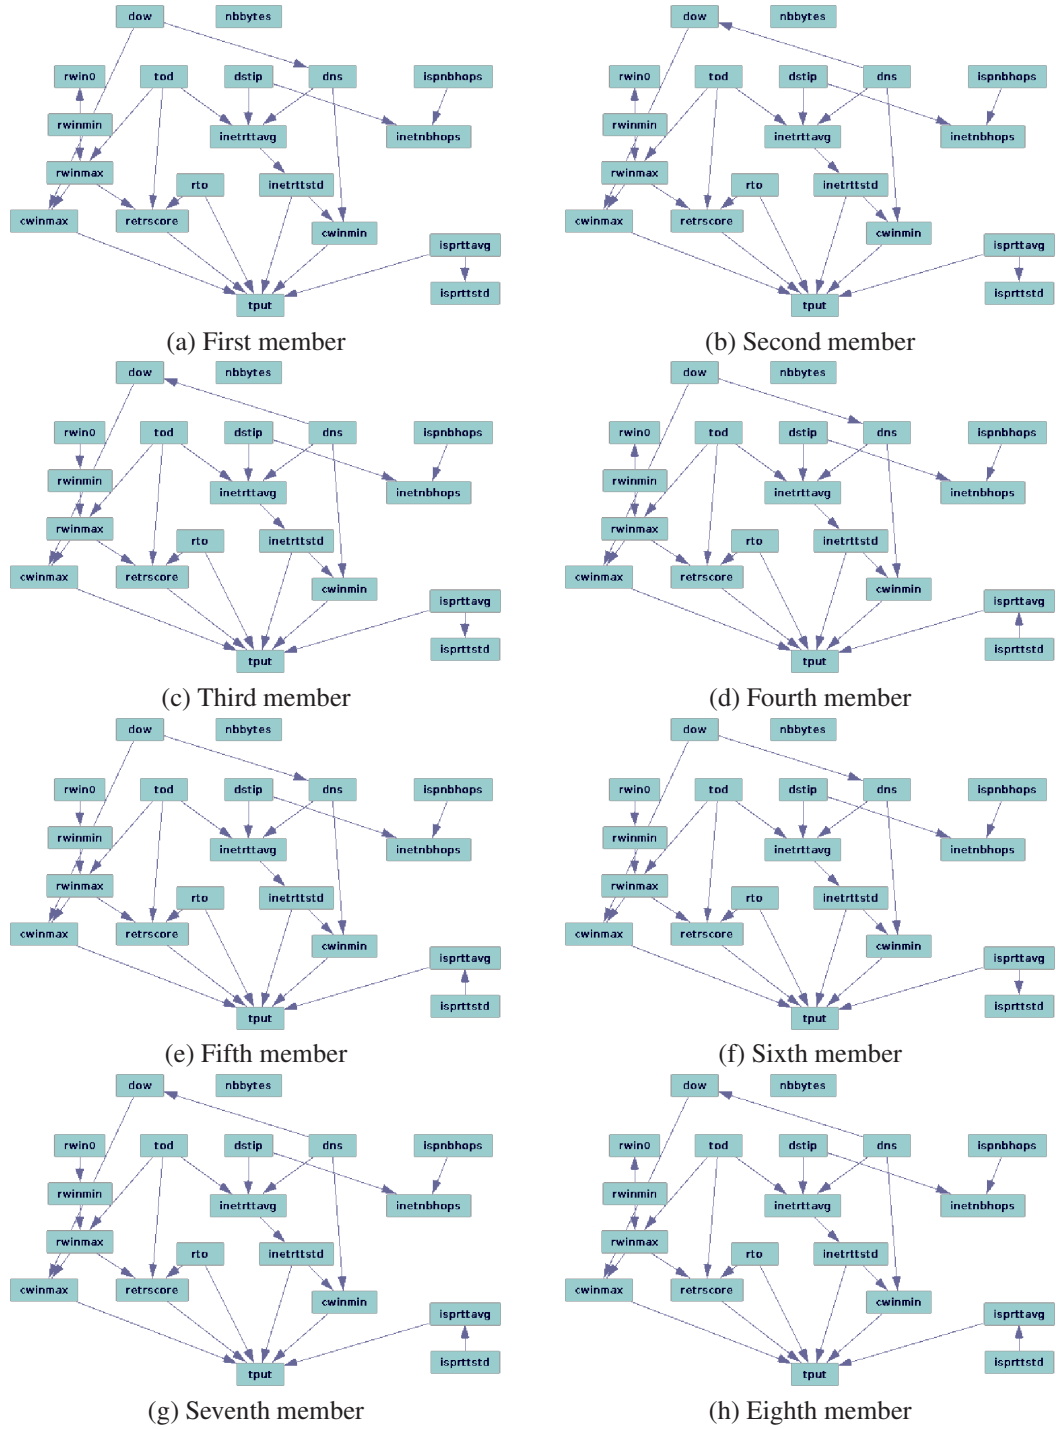 dow nbbytes
rwin0 tod dstip dns ispnbhops
rwinmin inetrttavg inetnbhops
rwinmax rto inetrttstd
cwinmax retrscore cwinmin isprttavg
tput isprttstd
(a) First member
dow nbbytes
rwin0 tod dstip dns ispnbhops
rwinmin inetrttavg inetnbhops
rwinmax rto inetrttstd
cwinmax retrscore cwinmin isprttavg
tput isprttstd
(b) Second member
dow nbbytes
rwin0 tod dstip dns ispnbhops
rwinmin inetrttavg inetnbhops
rwinmax rto inetrttstd
cwinmax retrscore cwinmin isprttavg
tput isprttstd
(c) Third member
dow nbbytes
rwin0 tod dstip dns ispnbhops
rwinmin inetrttavg inetnbhops
rwinmax rto inetrttstd
cwinmax retrscore cwinmin isprttavg
tput isprttstd
(d) Fourth member
dow nbbytes
rwin0 tod dstip dns ispnbhops
rwinmin inetrttavg inetnbhops
rwinmax rto inetrttstd
cwinmax retrscore cwinmin isprttavg
tput isprttstd
(e) Fifth member
dow nbbytes
rwin0 tod dstip dns ispnbhops
rwinmin inetrttavg inetnbhops
rwinmax rto inetrttstd
cwinmax retrscore cwinmin isprttavg
tput isprttstd
(f) Sixth member
dow nbbytes
rwin0 tod dstip dns ispnbhops
rwinmin inetrttavg inetnbhops
rwinmax rto inetrttstd
cwinmax retrscore cwinmin isprttavg
tput isprttstd
(g) Seventh member
dow nbbytes
rwin0 tod dstip dns ispnbhops
rwinmin inetrttavg inetnbhops
rwinmax rto inetrttstd
cwinmax retrscore cwinmin isprttavg
tput isprttstd
(h) Eighth member